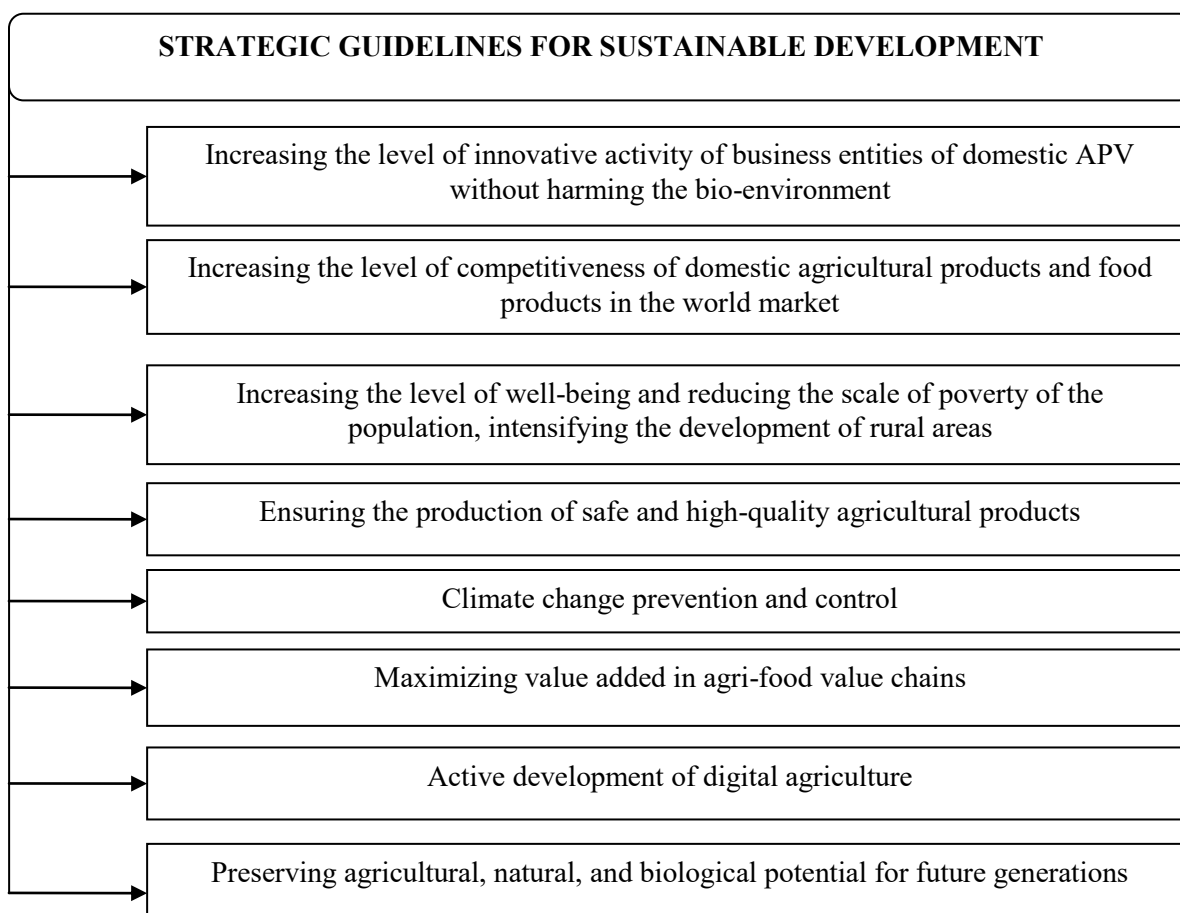 STRATEGIC GUIDELINES FOR SUSTAINABLE DEVELOPMENT
Increasing the level of innovative activity of business entities of domestic APV
without harming the bio-environment
Increasing the level of competitiveness of domestic agricultural products and food
products in the world market
Increasing the level of well-being and reducing the scale of poverty of the
population, intensifying the development of rural areas
Ensuring the production of safe and high-quality agricultural products
Climate change prevention and control
Maximizing value added in agri-food value chains
Active development of digital agriculture
Preserving agricultural, natural, and biological potential for future generations